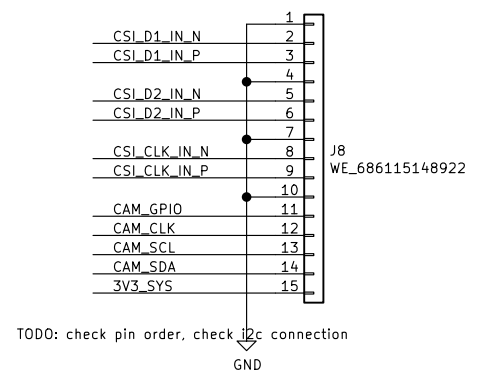 1
CSI_D1_IN_N 2
CSI_D1_IN_P 3
4
CSI_D2_IN_N 5
CSI_D2_IN_P 6
7
CSI_CLK_IN_N 8
J8
CSI_CLK_IN_P 9
WE_686115148922
10
CAM_GPIO 11
CAM_CLK 12
CAM_SCL 13
CAM_SDA 14
3V3_SYS 15
TODO: check pin order, check i2c connection
GND